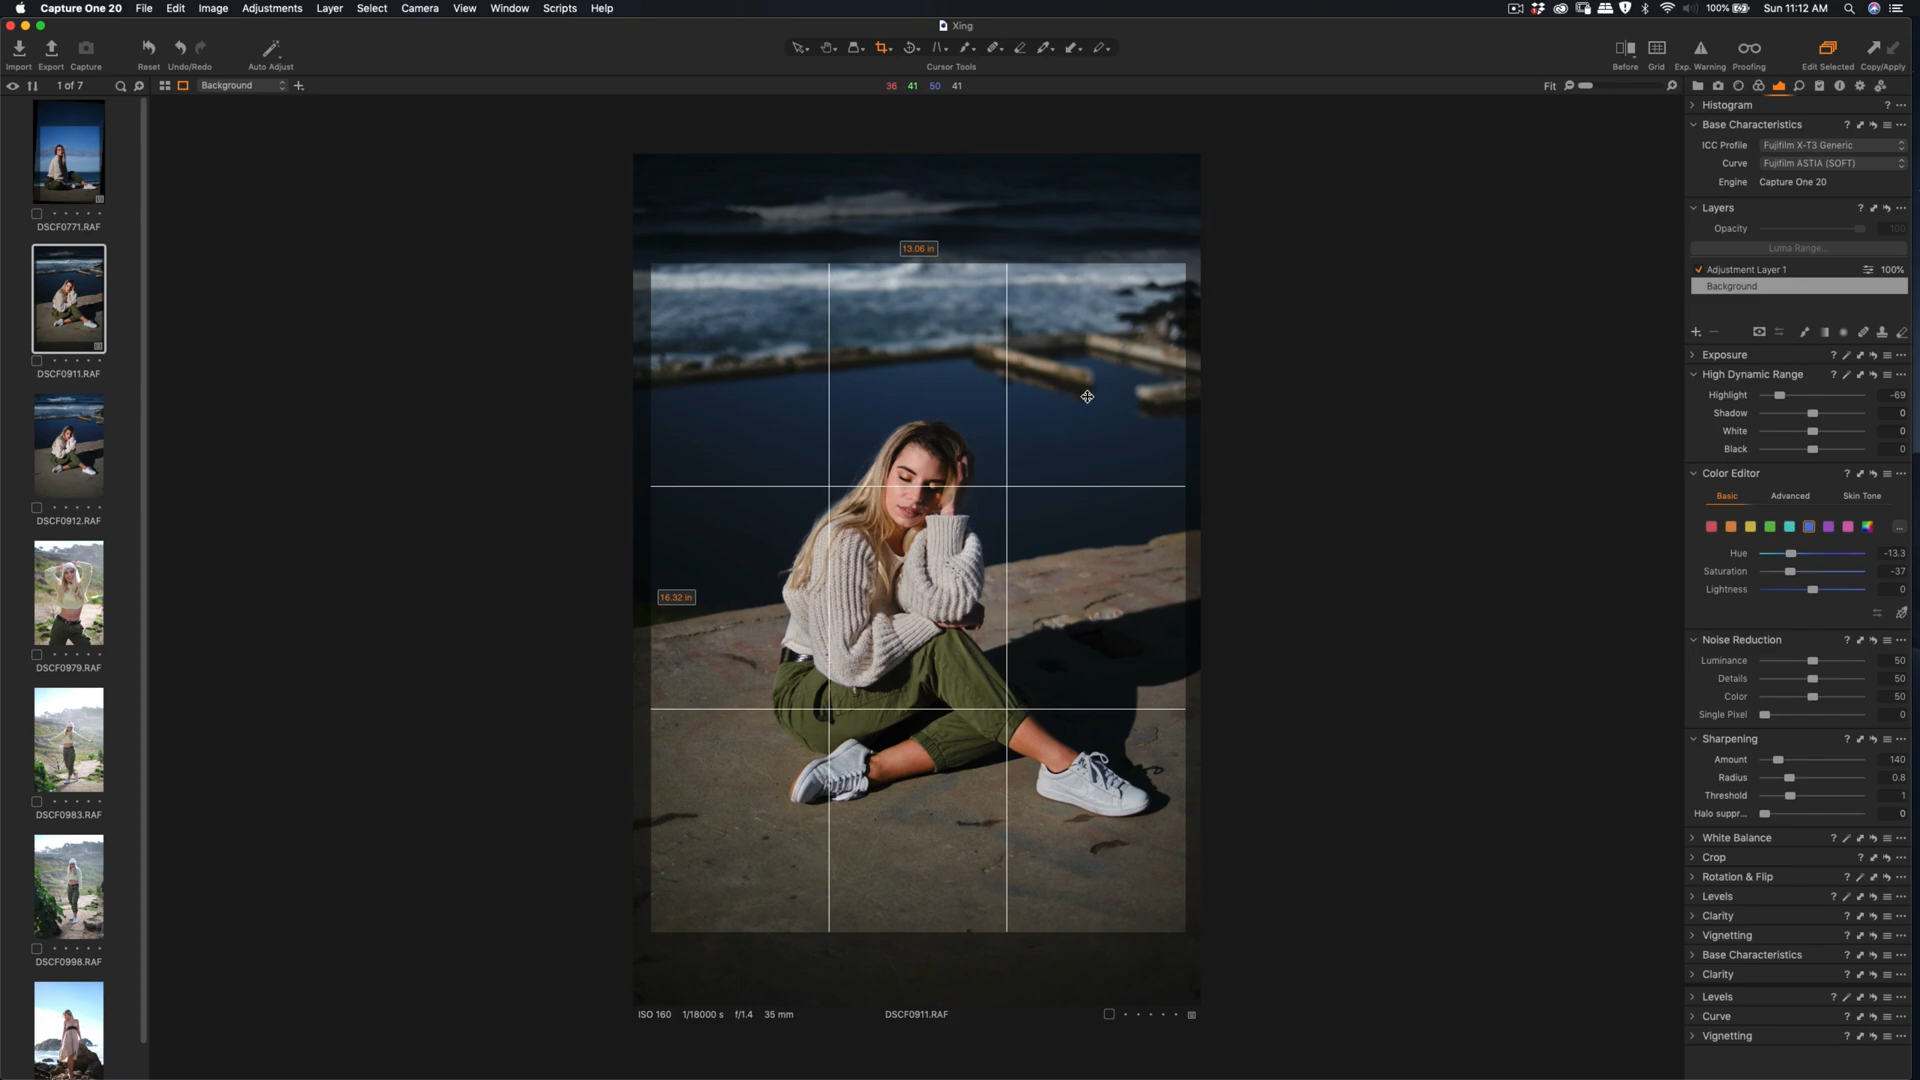 Capture One 20 File Edit Image Adjustments Layer Select Camera View Window Scripts Help 100% Sun 11:12 AM
Xing
Import Export Capture Reset Undo/Redo Auto Adjust Cursor Tools Before Grid Exp. Warning Proofing Edit Selected Copy/Apply
1 of 7 Background 36 41 50 41 Fit
DSCF0771.RAF
DSCF0911.RAF
DSCF0912.RAF
DSCF0979.RAF
DSCF0983.RAF
DSCF0998.RAF
13.06 in
16.32 in
ISO 160 1/18000 s f/1.4 35 mm DSCF0911.RAF
Histogram ? ...
Base Characteristics ? ...
ICC Profile Fujifilm X-T3 Generic
Curve Fujifilm ASTIA (SOFT)
Engine Capture One 20
Layers ? ...
Opacity 100
Luma Range...
Adjustment Layer 1 100%
Background
Exposure ? ...
High Dynamic Range ? ...
Highlight -69
Shadow 0
White 0
Black 0
Color Editor ? ...
Basic Advanced Skin Tone
...
Hue -13.3
Saturation -37
Lightness 0
Noise Reduction ? ...
Luminance 50
Details 50
Color 50
Single Pixel 0
Sharpening ? ...
Amount 140
Radius 0.8
Threshold 1
Halo suppr... 0
White Balance ? ...
Crop ? ...
Rotation & Flip ? ...
Levels ? ...
Clarity ? ...
Vignetting ? ...
Base Characteristics ? ...
Clarity ? ...
Levels ? ...
Curve ? ...
Vignetting ? ...